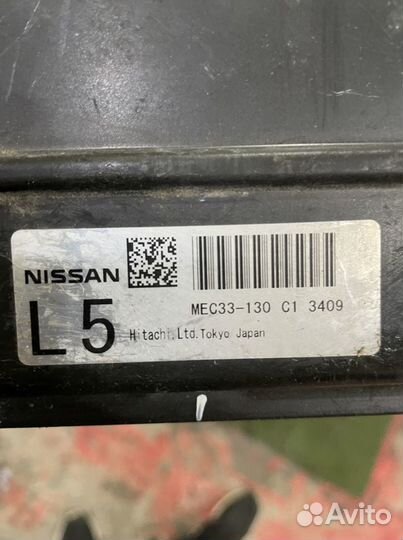 NISSAN
L5
MEC33-130 C1 3409
Hitachi,Ltd.Tokyo Japan
Avito